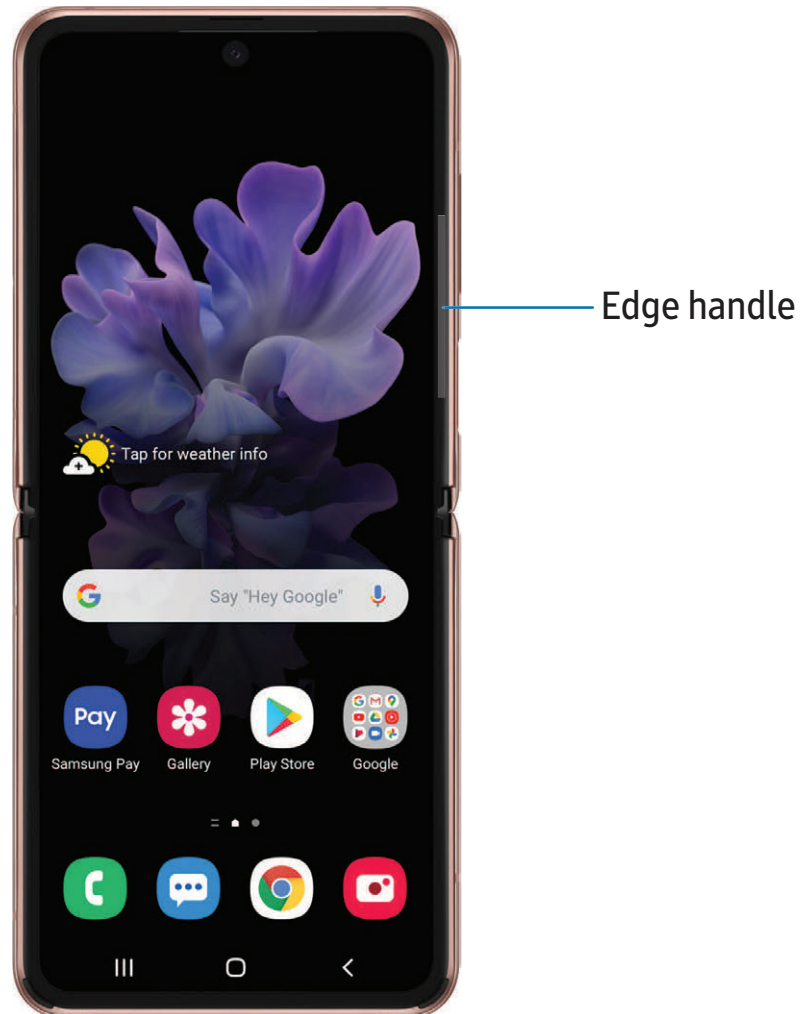 Edge handle
Tap for weather info
Say "Hey Google"
Pay
Samsung Pay
Gallery
Play Store
Google